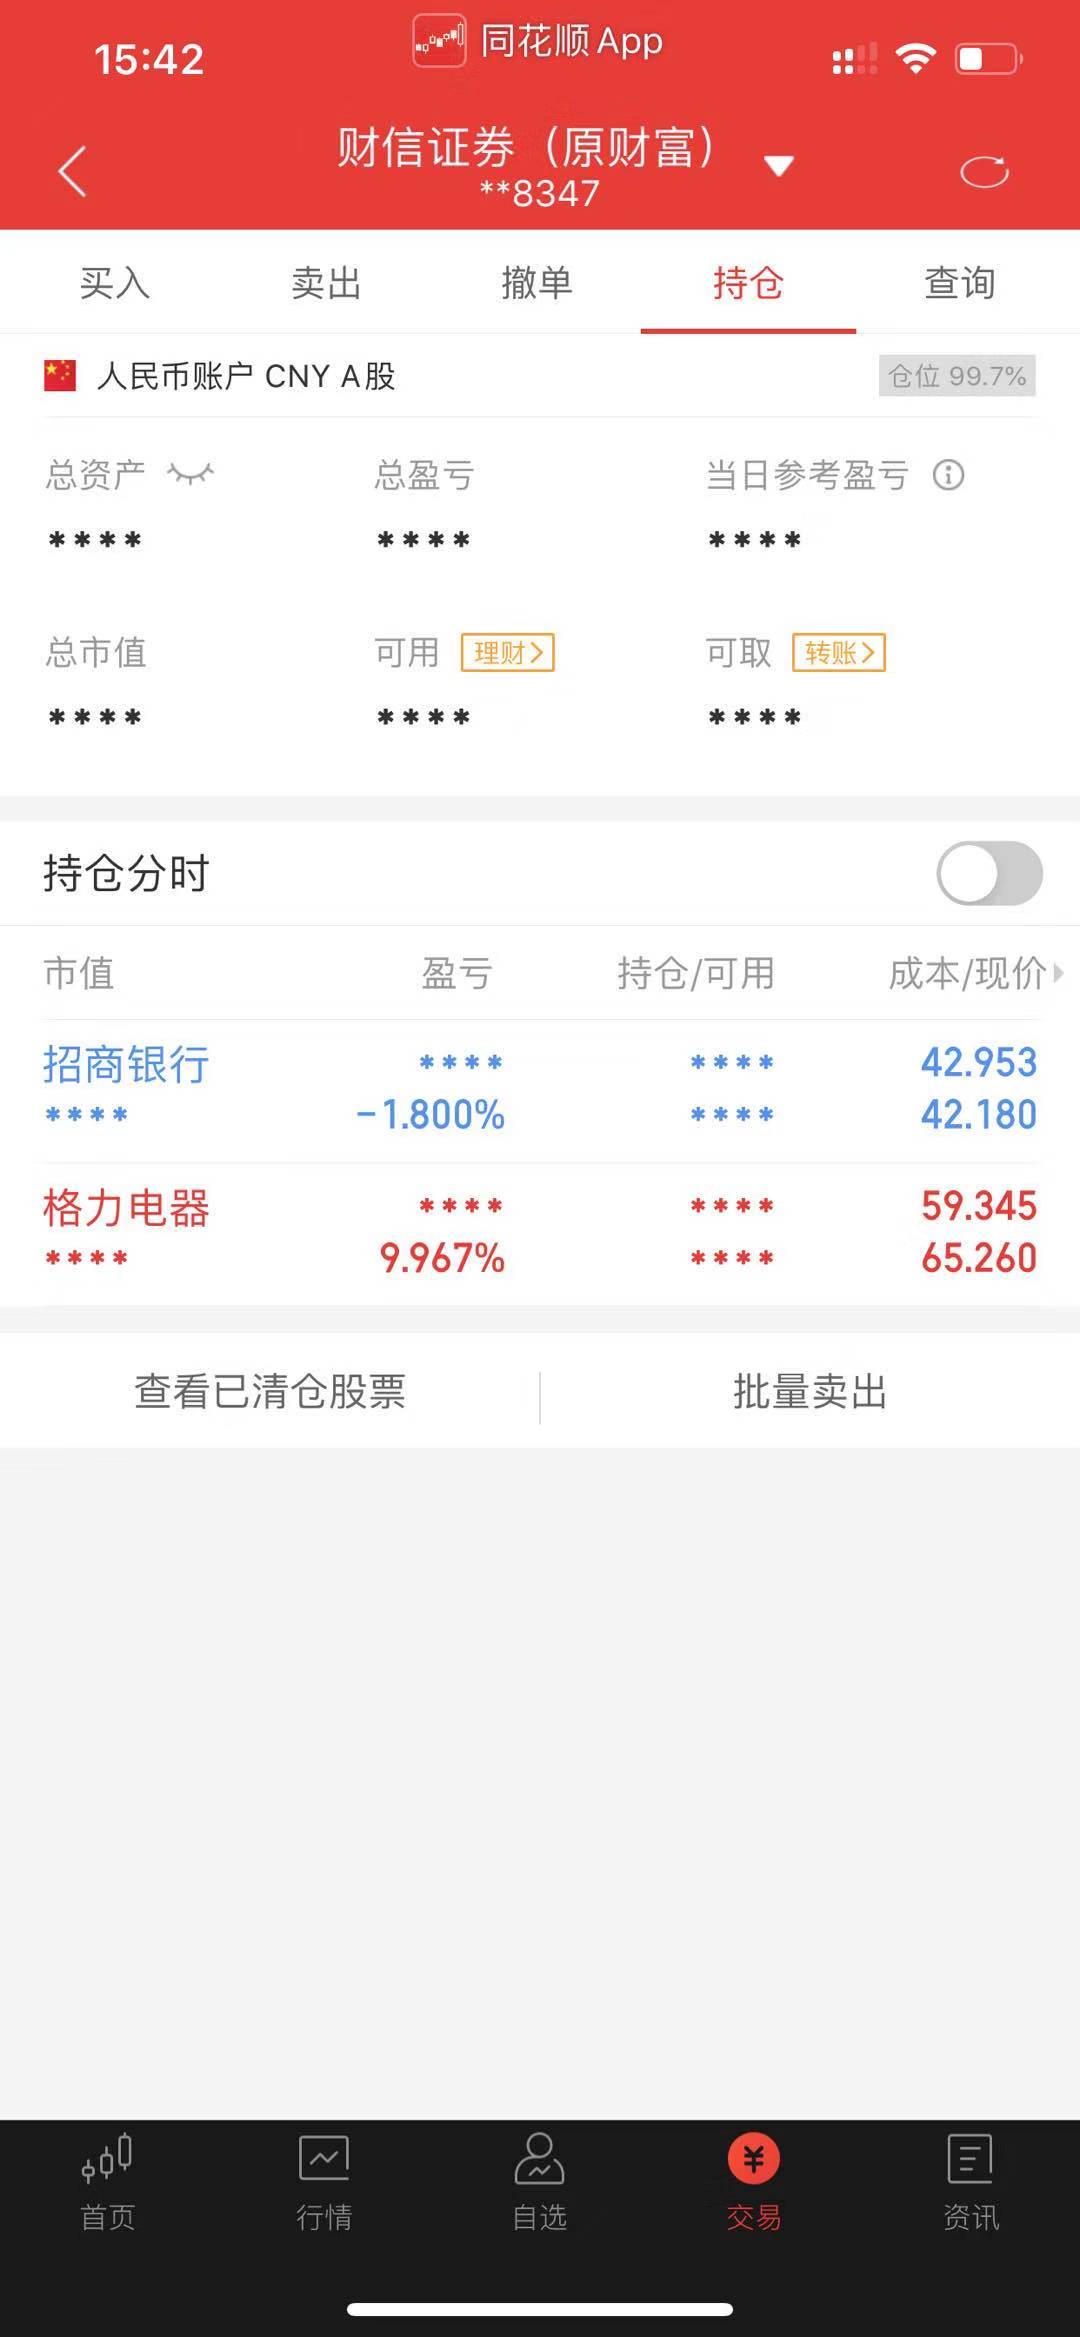 15:42
同花顺App
财信证券（原财富）
**8347
买入 卖出 撤单 持仓 查询
人民币账户 CNY A股 仓位 99.7%
总资产 总盈亏 当日参考盈亏
**** **** ****
总市值 可用 理财> 可取 转账>
**** **** ****
持仓分时
市值 盈亏 持仓/可用 成本/现价
招商银行 **** **** 42.953
**** -1.800% **** 42.180
格力电器 **** **** 59.345
**** 9.967% **** 65.260
查看已清仓股票 批量卖出
首页 行情 自选 交易 资讯